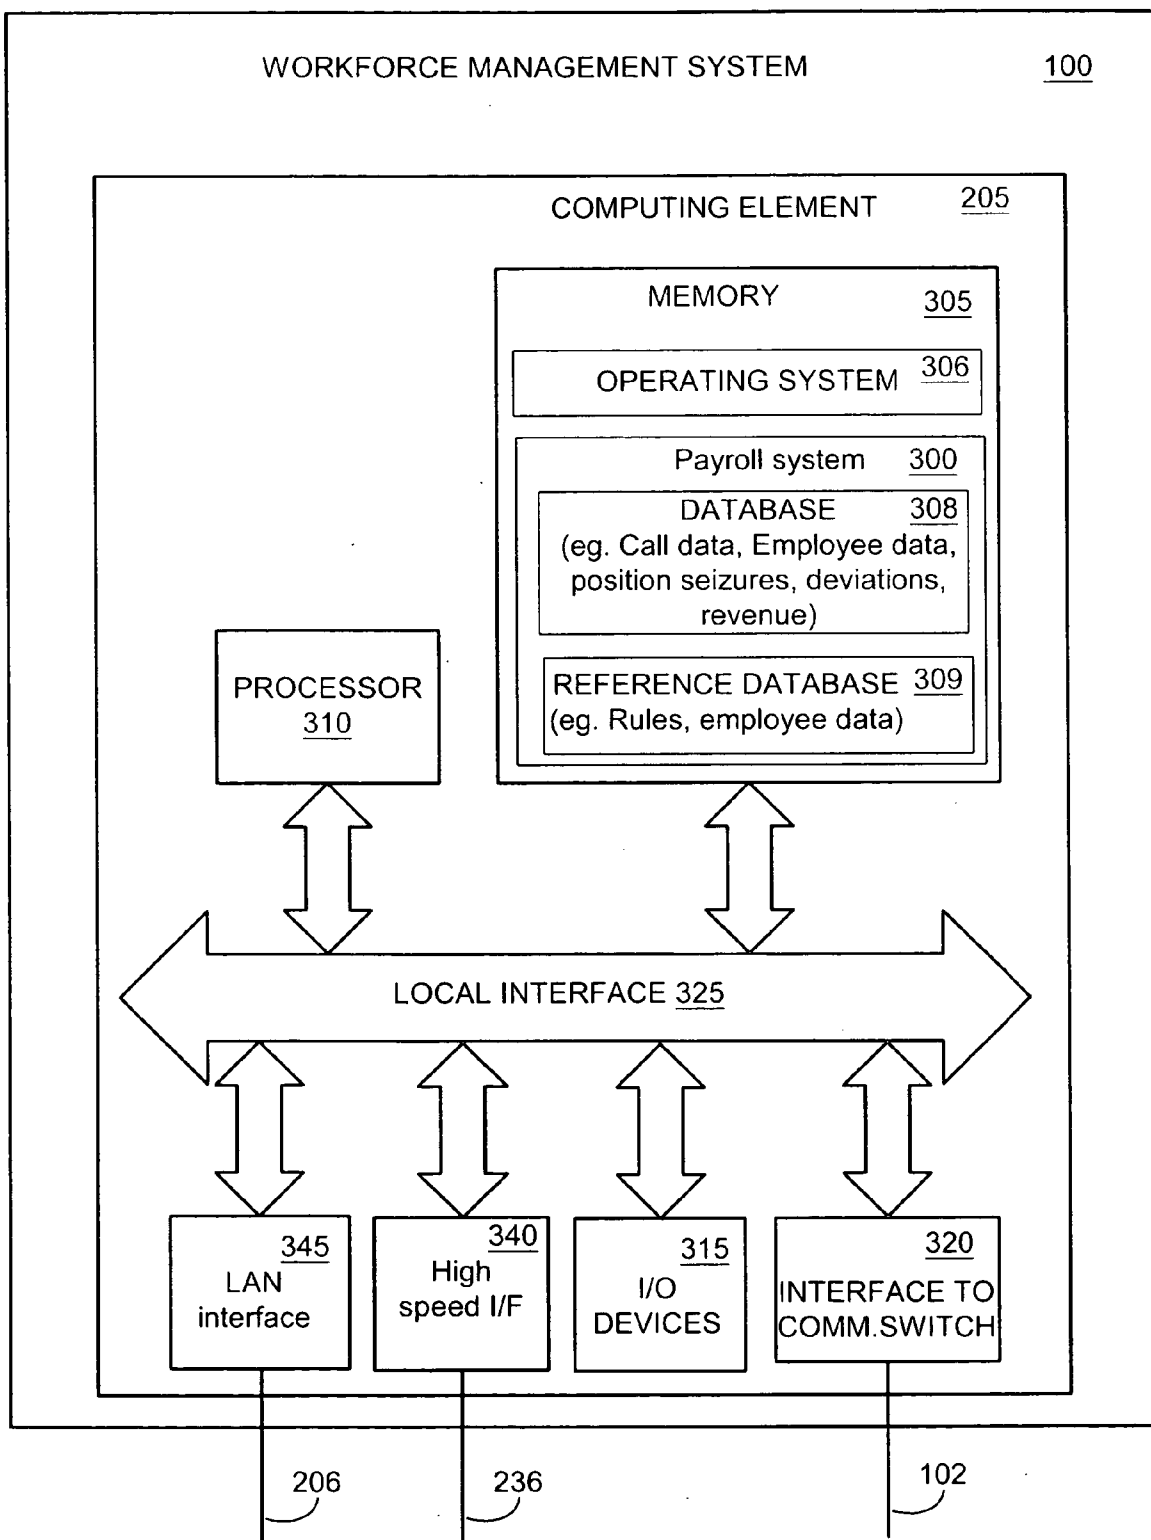 WORKFORCE MANAGEMENT SYSTEM 100
COMPUTING ELEMENT 205
MEMORY 305
OPERATING SYSTEM 306
Payroll system 300
DATABASE 308
(eg. Call data, Employee data,
position seizures, deviations,
revenue)
REFERENCE DATABASE 309
(eg. Rules, employee data)
PROCESSOR
310
LOCAL INTERFACE 325
345
LAN
interface
340
High
speed I/F
315
I/O
DEVICES
320
INTERFACE TO
COMM.SWITCH
206
236
102